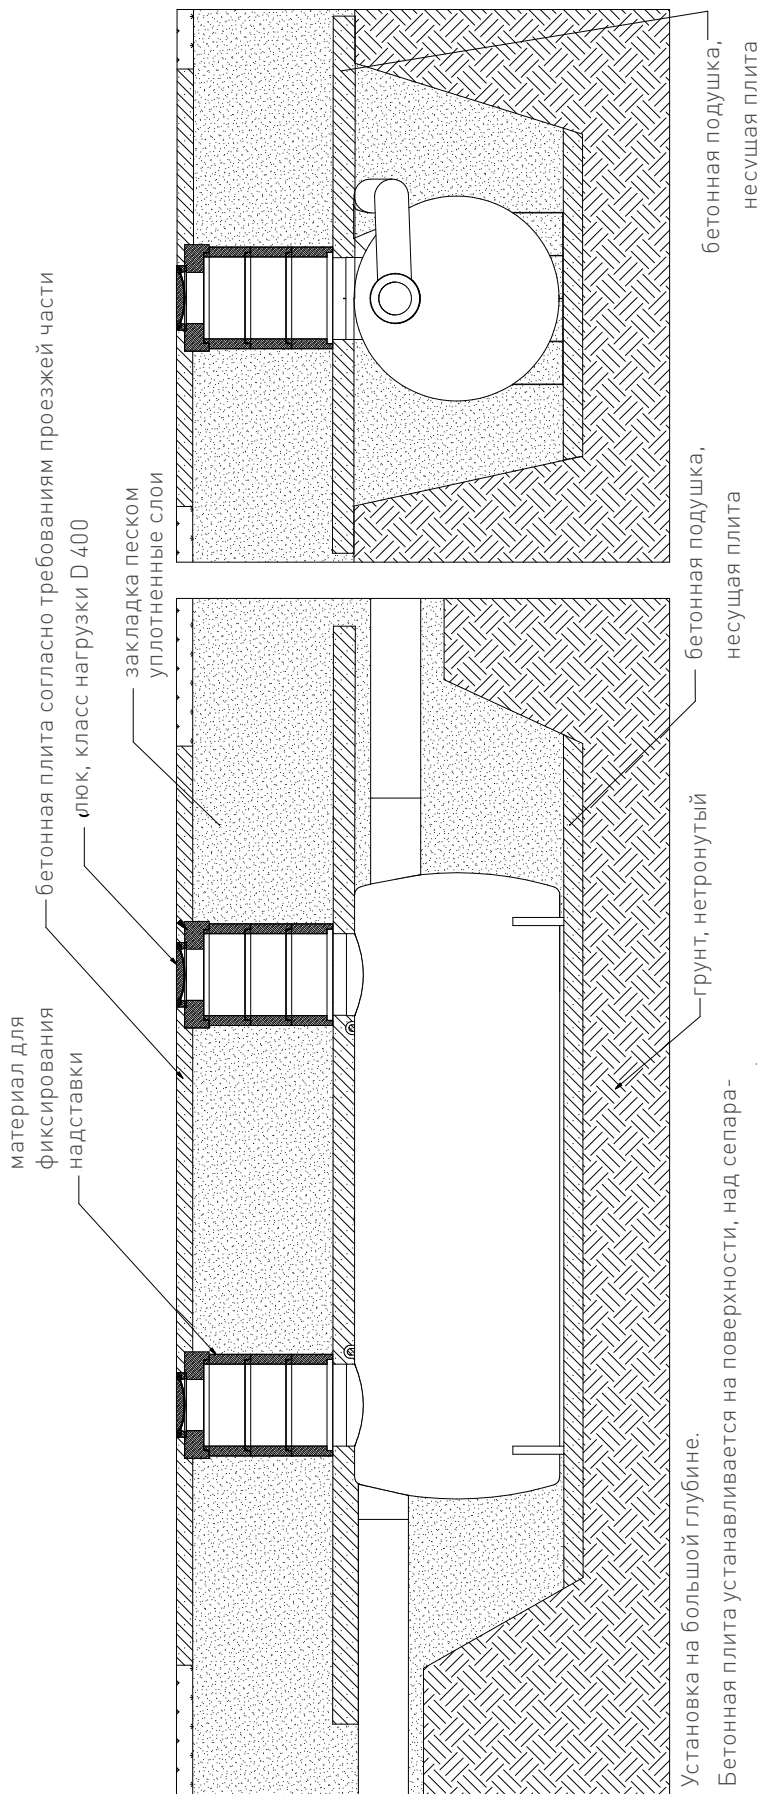 материал для
фиксирования
надставки
бетонная плита согласно требованиям проезжей части
люк, класс нагрузки D 400
закладка песком
уплотненные слои
грунт, нетронутый
бетонная подушка,
несущая плита
бетонная подушка,
несущая плита
Установка на большой глубине.
Бетонная плита устанавливается на поверхности, над сепара-